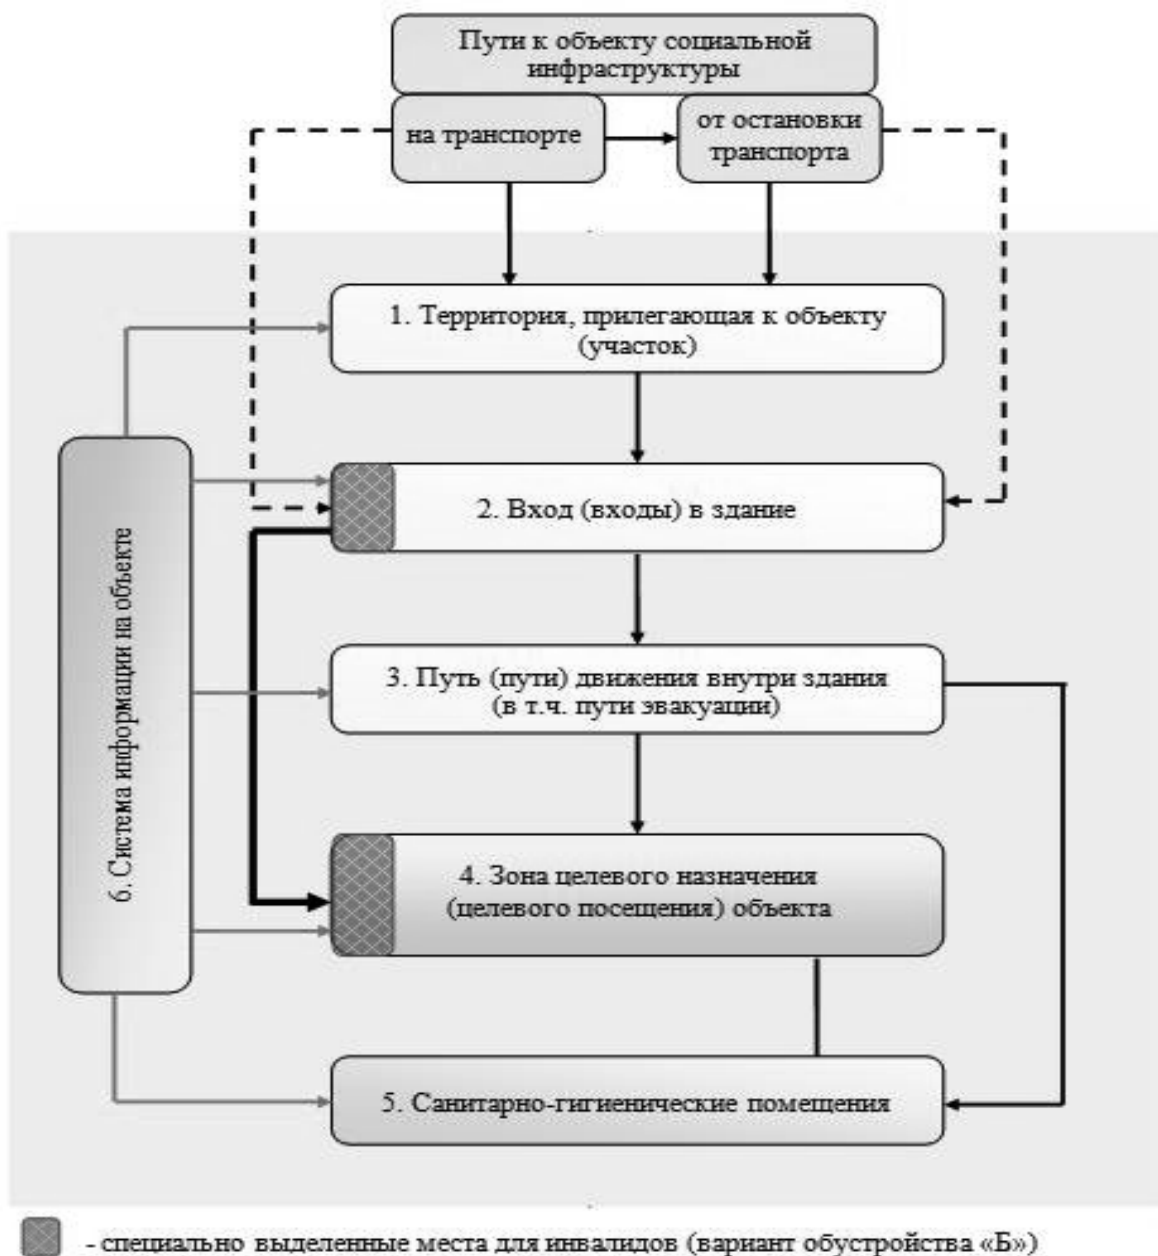 Пути к объекту социальной
инфраструктуры
на транспорте
от остановки
транспорта
1. Территория, прилегающая к объекту
(участок)
2. Вход (входы) в здание
3. Путь (пути) движения внутри здания
(в т.ч. пути эвакуации)
4. Зона целевого назначения
(целевого посещения) объекта
5. Санитарно-гигиенические помещения
6. Система информации на объекте
- специально выделенные места для инвалидов (вариант обустройства «Б»)